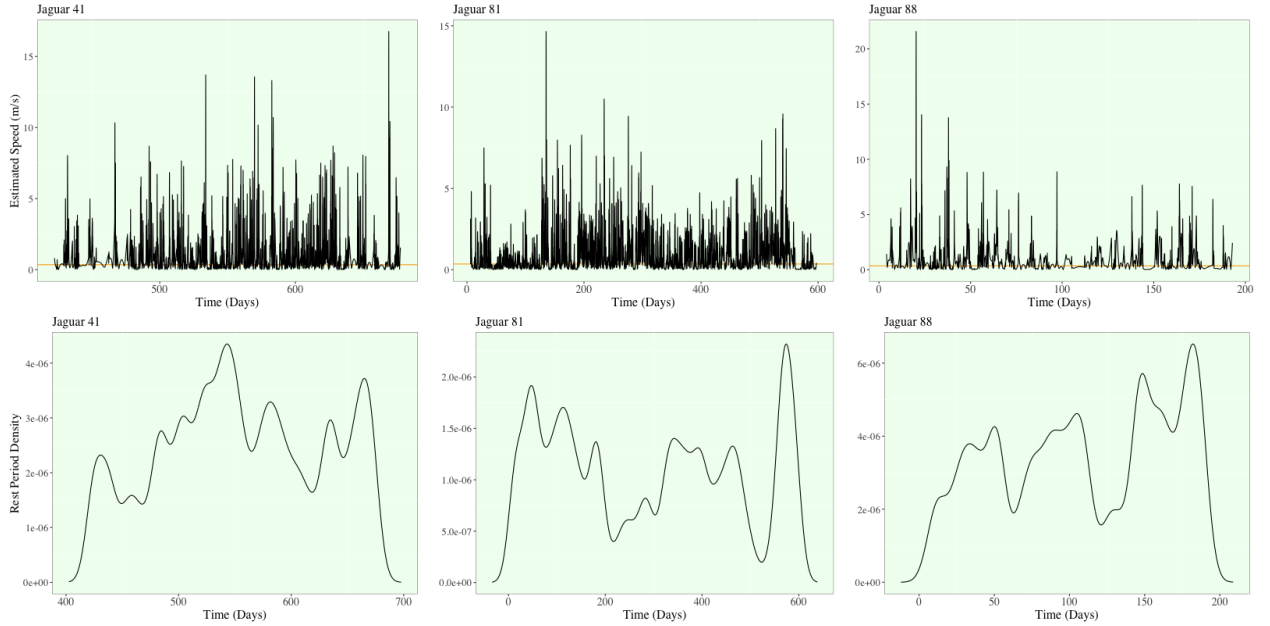 Jaguar 41
Jaguar 81
Jaguar 88
Estimated Speed (m/s)
15
10
5
0
500
600
Time (Days)
15
10
5
0
0
200
400
600
Time (Days)
20
15
10
5
0
0
50
100
150
200
Time (Days)
Jaguar 41
Jaguar 81
Jaguar 88
Rest Period Density
4e-06
3e-06
2e-06
1e-06
0e+00
400
500
600
700
Time (Days)
2.0e-06
1.5e-06
1.0e-06
5.0e-07
0.0e+00
0
200
400
600
Time (Days)
6e-06
4e-06
2e-06
0e+00
0
50
100
150
200
Time (Days)